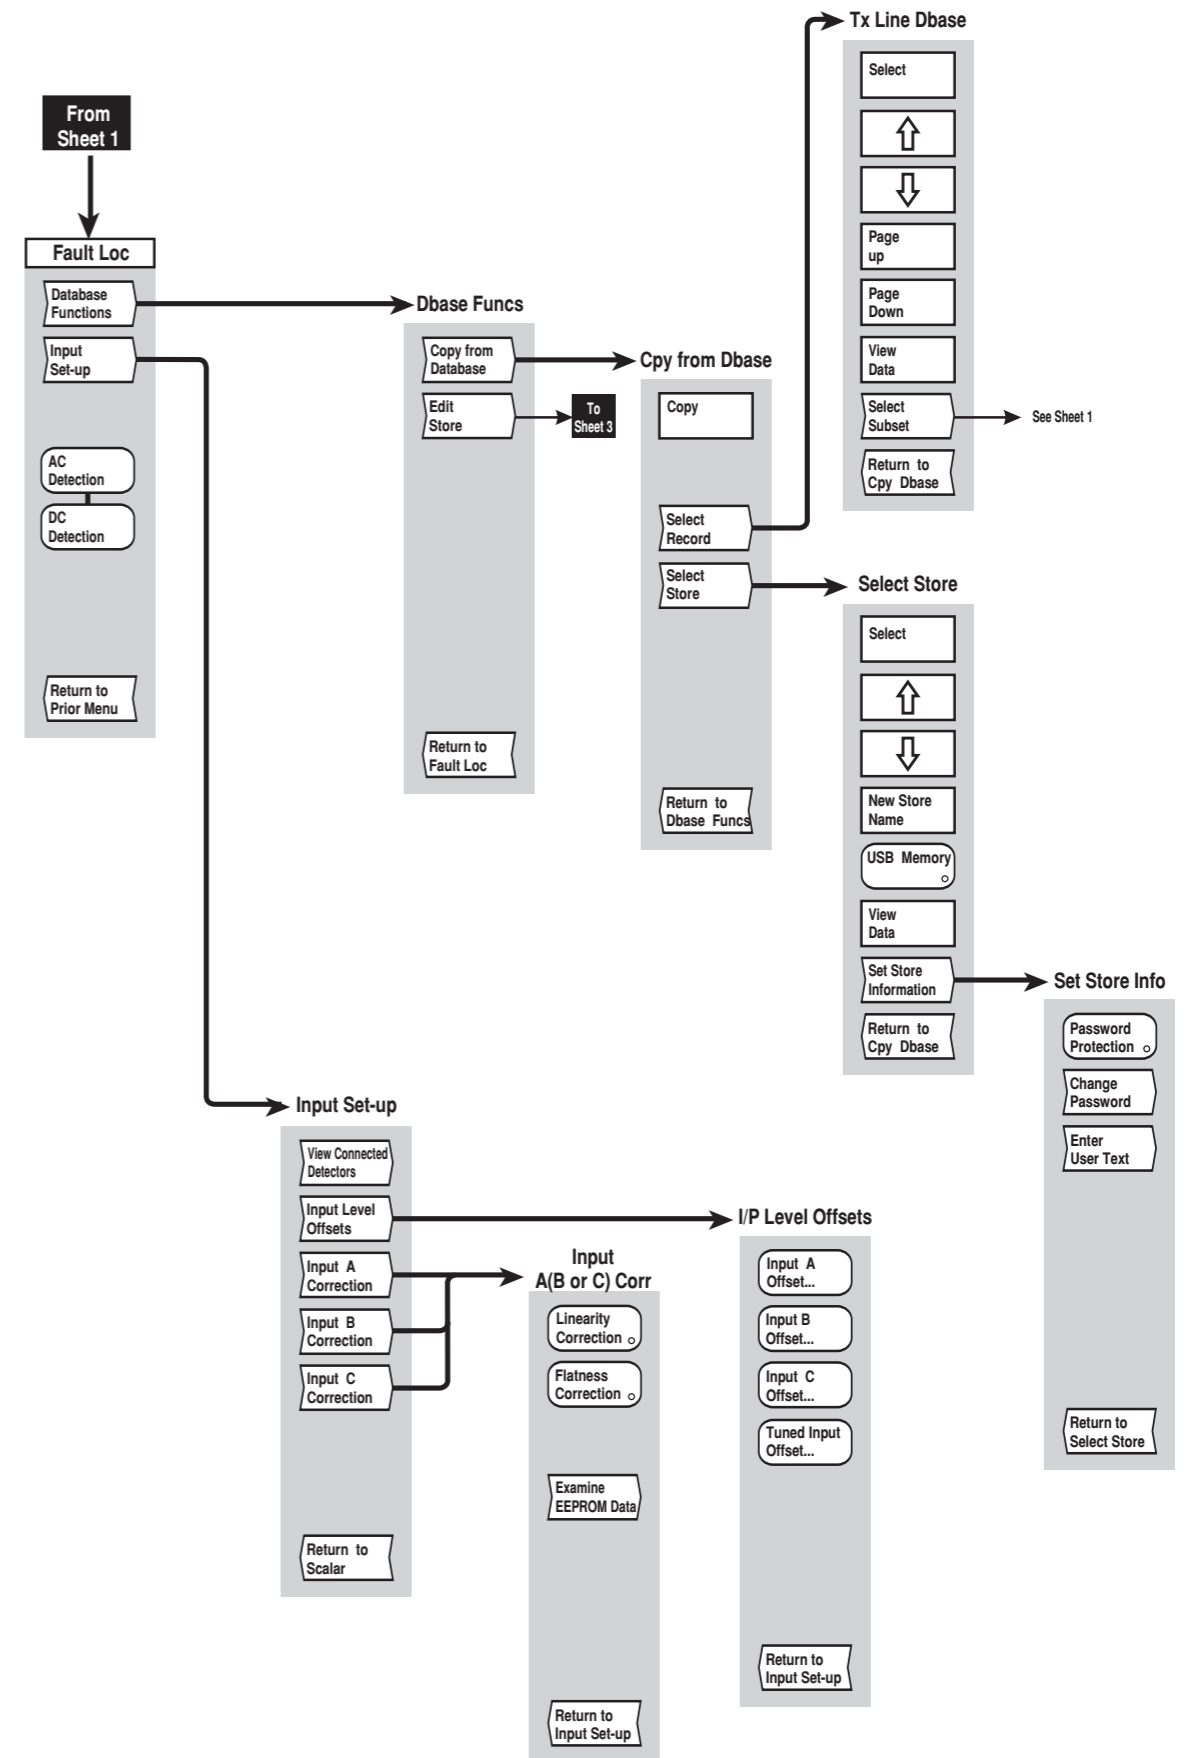 From
Sheet 1
Fault Loc
Database
Functions
Input
Set-up
AC
Detection
DC
Detection
Return to
Prior Menu
Dbase Funcs
Copy from
Database
Edit
Store
To
Sheet 3
Return to
Fault Loc
Cpy from Dbase
Copy
Select
Record
Select
Store
Return to
Dbase Funcs
Tx Line Dbase
Select
Page
up
Page
Down
View
Data
Select
Subset
See Sheet 1
Return to
Cpy Dbase
Select Store
Select
New Store
Name
USB Memory
View
Data
Set Store
Information
Return to
Cpy Dbase
Set Store Info
Password
Protection
Change
Password
Enter
User Text
Return to
Select Store
Input Set-up
View Connected
Detectors
Input Level
Offsets
Input A
Correction
Input B
Correction
Input C
Correction
Return to
Scalar
Input
A(B or C) Corr
Linearity
Correction
Flatness
Correction
Examine
EEPROM Data
Return to
Input Set-up
I/P Level Offsets
Input A
Offset...
Input B
Offset...
Input C
Offset...
Tuned Input
Offset...
Return to
Input Set-up